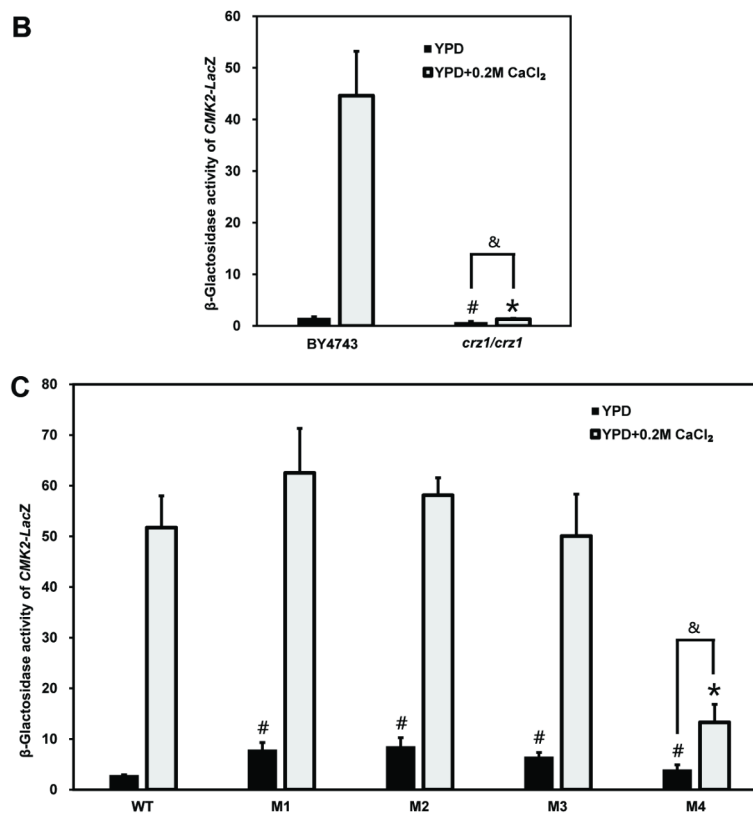 B
60
50
40
30
20
10
0
β-Glactosidase activity of CMK2-LacZ
YPD
YPD+0.2M CaCl₂
&
#
*
BY4743
crz1/crz1
C
80
70
60
50
40
30
20
10
0
β-Glactosidase activity of CMK2-LacZ
YPD
YPD+0.2M CaCl₂
#
#
#
&
#
*
WT
M1
M2
M3
M4